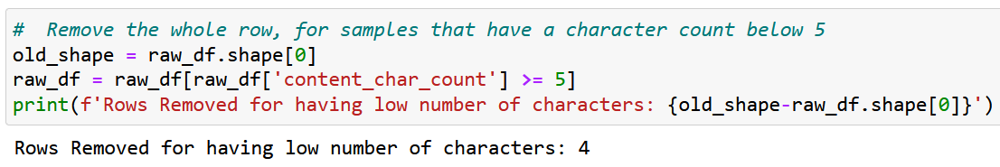 #  Remove the whole row, for samples that have a character count below 5
old_shape = raw_df.shape[0]
raw_df = raw_df[raw_df['content_char_count'] >= 5]
print(f'Rows Removed for having low number of characters: {old_shape-raw_df.shape[0]}')
Rows Removed for having low number of characters: 4